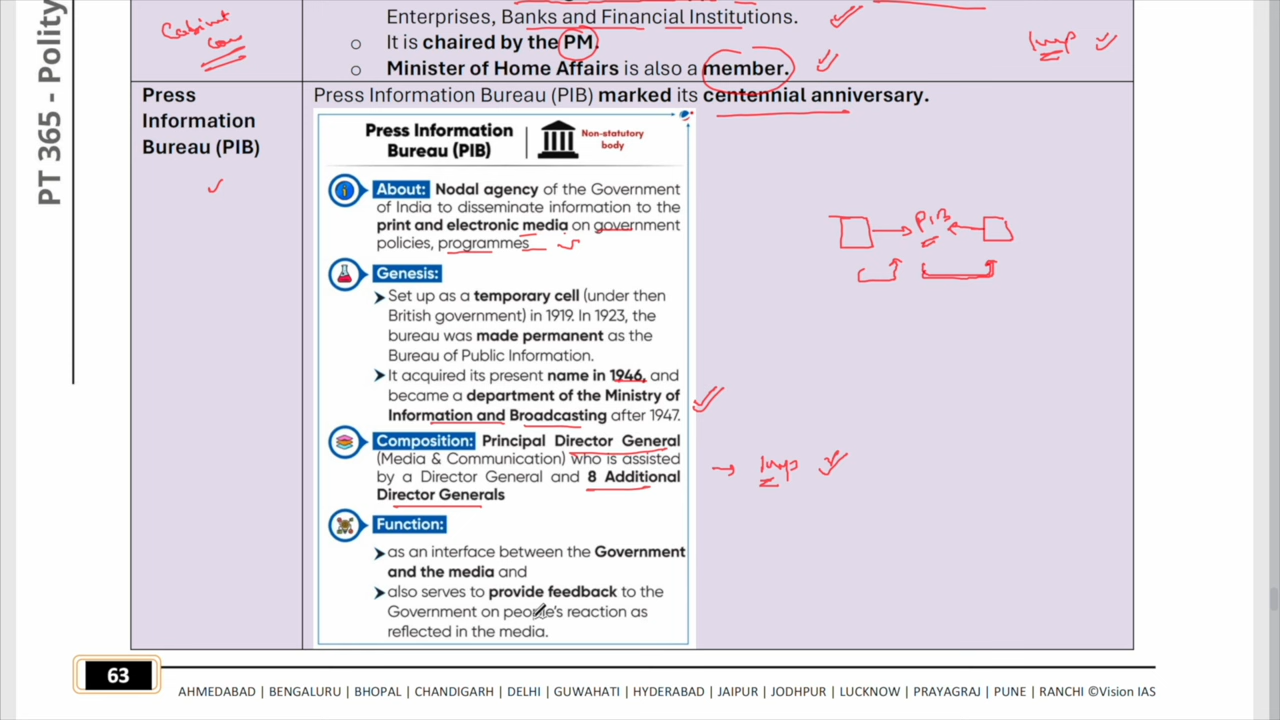 PT 365 - Polity
Enterprises, Banks and Financial Institutions.
Cabinet
o It is chaired by the PM.
Imp
o Minister of Home Affairs is also a member.
Press
Information
Bureau (PIB)
Press Information Bureau (PIB) marked its centennial anniversary.
Press Information
Bureau (PIB)
Non-statutory
body
About: Nodal agency of the Government
of India to disseminate information to the
print and electronic media on government
policies, programmes
PIB
Genesis:
➤ Set up as a temporary cell (under then
British government) in 1919. In 1923, the
bureau was made permanent as the
Bureau of Public Information.
➤ It acquired its present name in 1946, and
became a department of the Ministry of
Information and Broadcasting after 1947.
Composition: Principal Director General
(Media & Communication) who is assisted
by a Director General and 8 Additional
Director Generals
Imp
Function:
➤ as an interface between the Government
and the media and
➤ also serves to provide feedback to the
Government on people's reaction as
reflected in the media.
63
AHMEDABAD | BENGALURU | BHOPAL | CHANDIGARH | DELHI | GUWAHATI | HYDERABAD | JAIPUR | JODHPUR | LUCKNOW | PRAYAGRAJ | PUNE | RANCHI ©Vision IAS